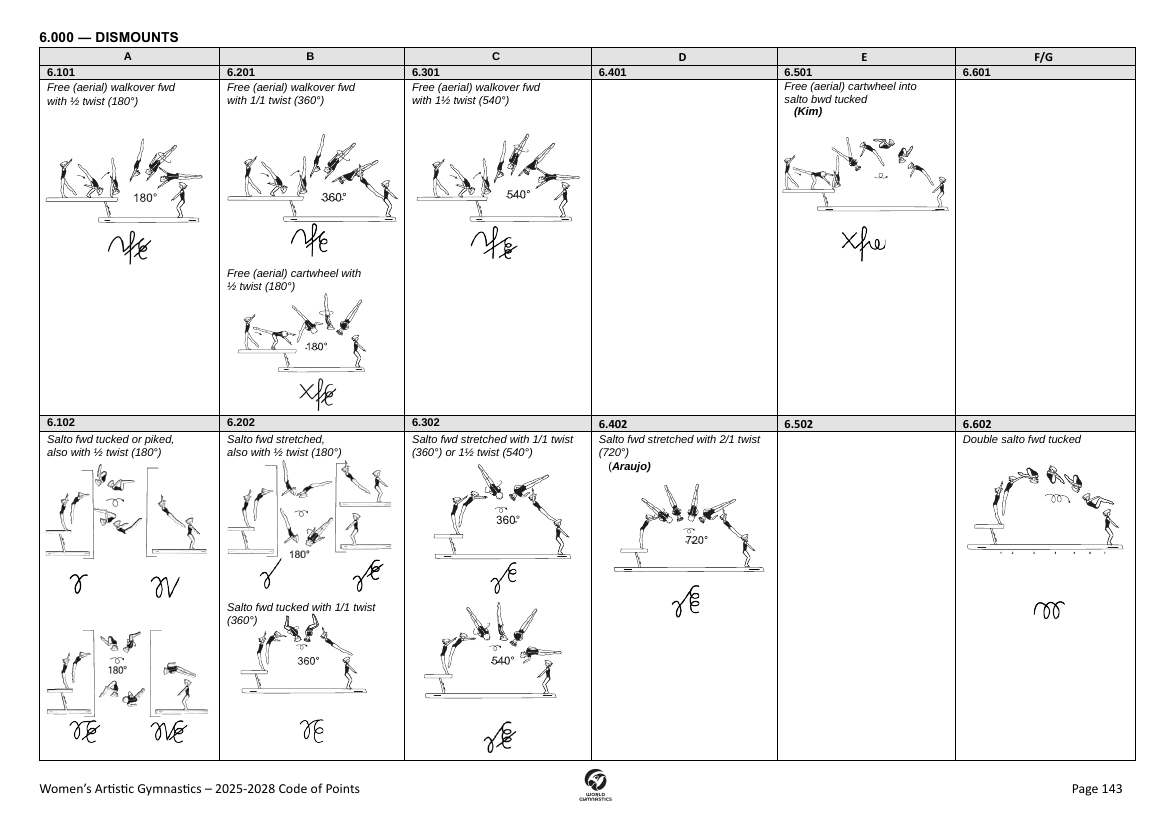 6.000 — DISMOUNTS
A B C D E F/G
6.101 6.201 6.301 6.401 6.501 6.601
Free (aerial) walkover fwd
with ½ twist (180°)
180°
Free (aerial) walkover fwd
with 1/1 twist (360°)
360°
Free (aerial) cartwheel with
½ twist (180°)
180°
Free (aerial) walkover fwd
with 1½ twist (540°)
540°
Free (aerial) cartwheel into
salto bwd tucked
(Kim)
6.102 6.202 6.302 6.402 6.502 6.602
Salto fwd tucked or piked,
also with ½ twist (180°)
180°
Salto fwd stretched,
also with ½ twist (180°)
180°
Salto fwd tucked with 1/1 twist
(360°)
360°
Salto fwd stretched with 1/1 twist
(360°) or 1½ twist (540°)
360°
540°
Salto fwd stretched with 2/1 twist
(720°)
(Araujo)
720°
Double salto fwd tucked
Women's Artistic Gymnastics – 2025-2028 Code of Points
WORLD
GYMNASTICS
Page 143